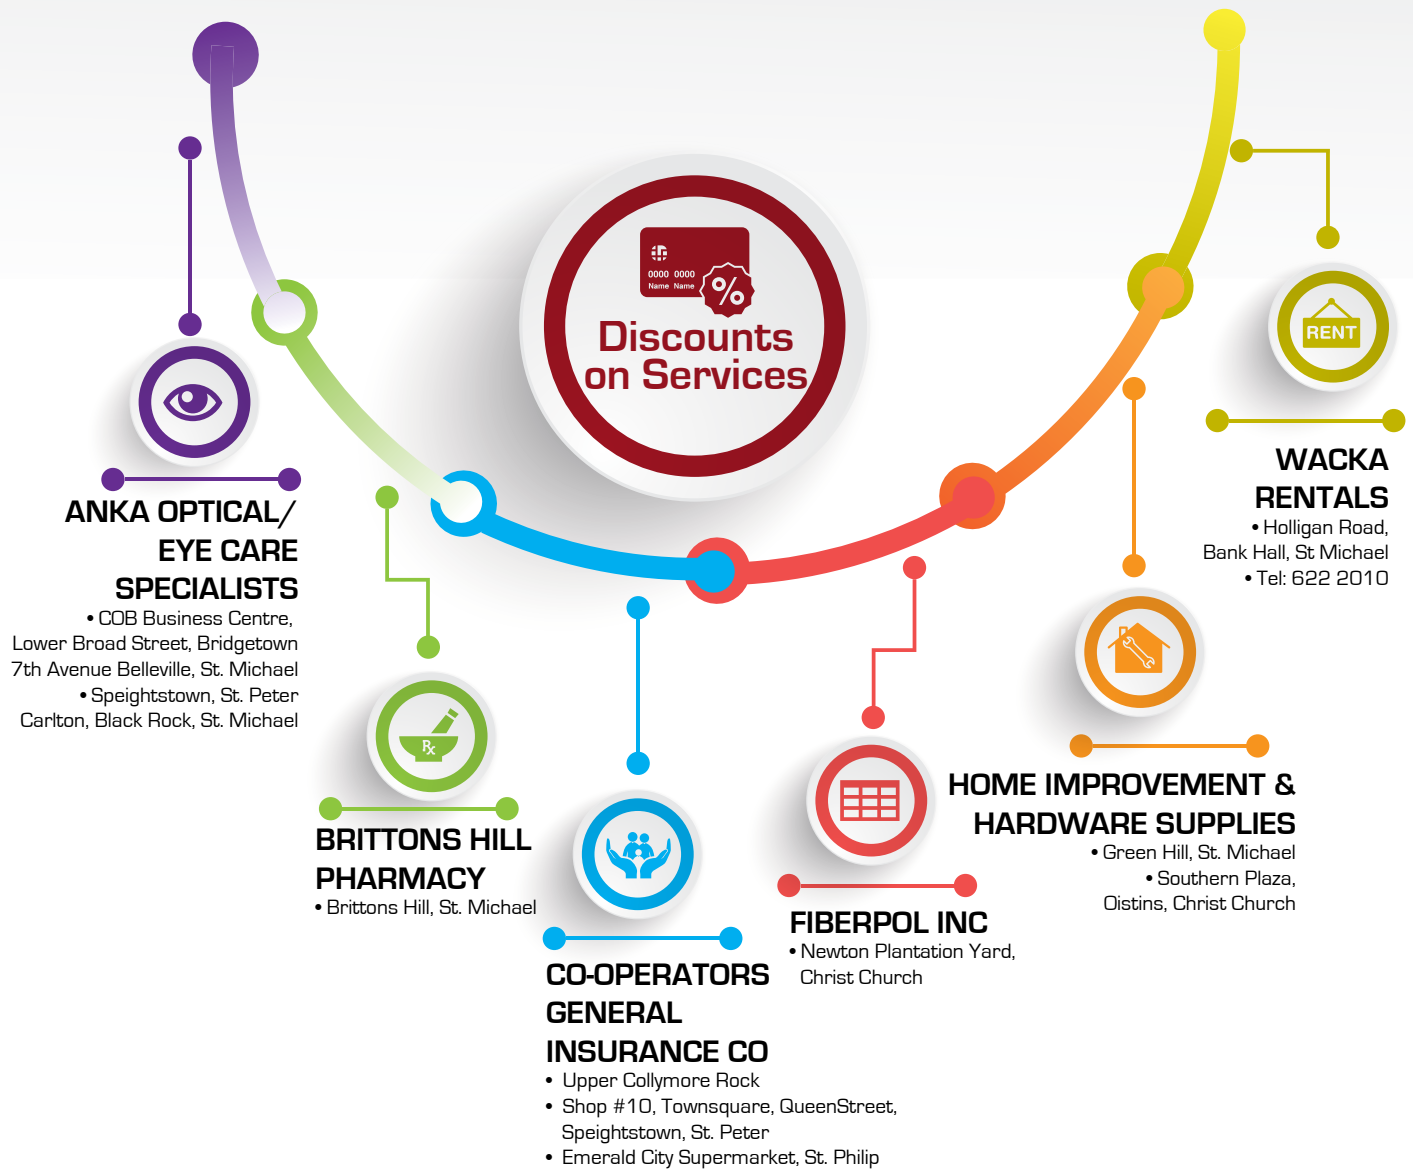 0000 0000
Name Name
%
Discounts
on Services
RENT
WACKA
RENTALS
• Holligan Road,
Bank Hall, St Michael
• Tel: 622 2010
ANKA OPTICAL/
EYE CARE
SPECIALISTS
• COB Business Centre,
Lower Broad Street, Bridgetown
7th Avenue Belleville, St. Michael
• Speightstown, St. Peter
Carlton, Black Rock, St. Michael
Rx
BRITTONS HILL
PHARMACY
• Brittons Hill, St. Michael
CO-OPERATORS
GENERAL
INSURANCE CO
• Upper Collymore Rock
• Shop #10, Townsquare, QueenStreet,
Speightstown, St. Peter
• Emerald City Supermarket, St. Philip
FIBERPOL INC
• Newton Plantation Yard,
Christ Church
HOME IMPROVEMENT &
HARDWARE SUPPLIES
• Green Hill, St. Michael
• Southern Plaza,
Oistins, Christ Church